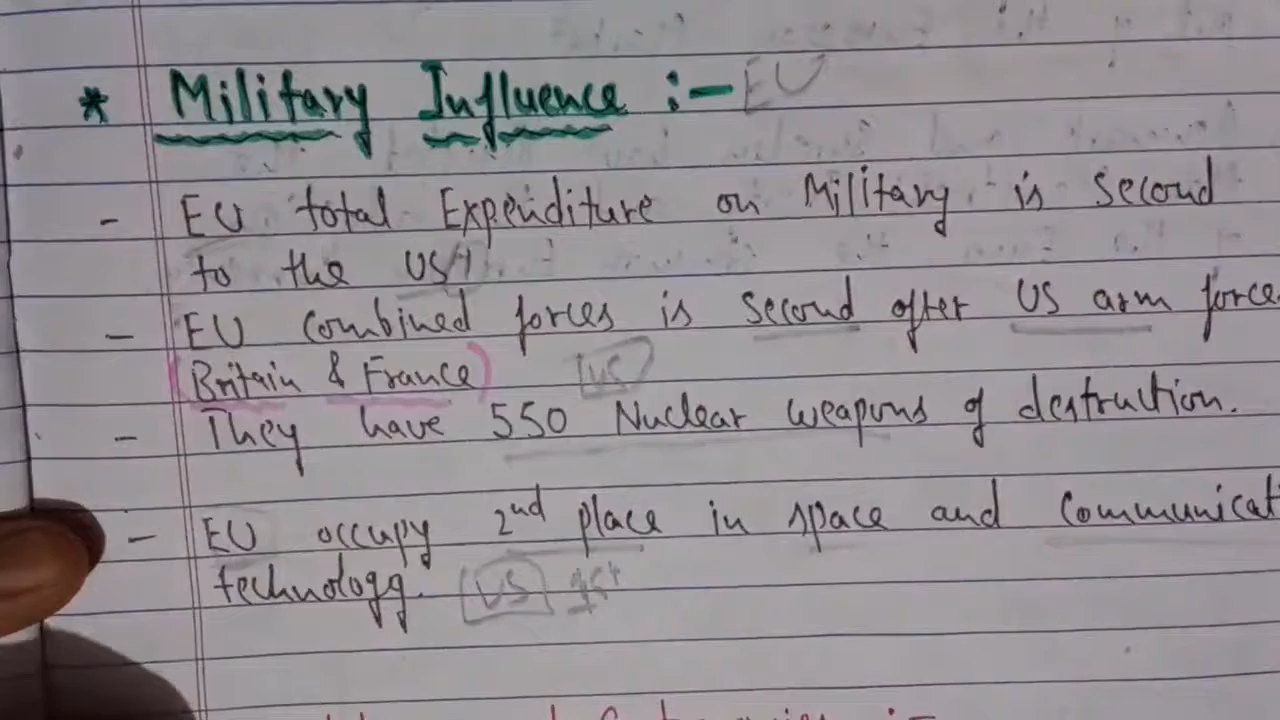 * Military Influence :- EU
- EU total Expenditure on Military is Second
to the US
- EU combined forces is second after US arm force
(Britain & France) US
- They have 550 Nuclear weapons of destruction.
- EU occupy 2nd place in space and communicat
technology. US